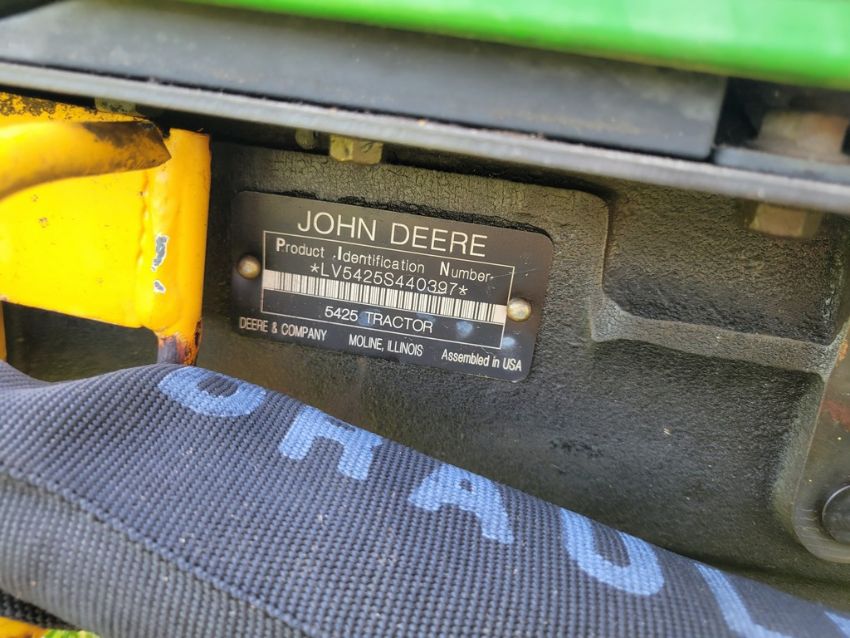 JOHN DEERE
Product Identification Number
*LV5425S440397*
5425 TRACTOR
DEERE & COMPANY MOLINE, ILLINOIS Assembled in USA